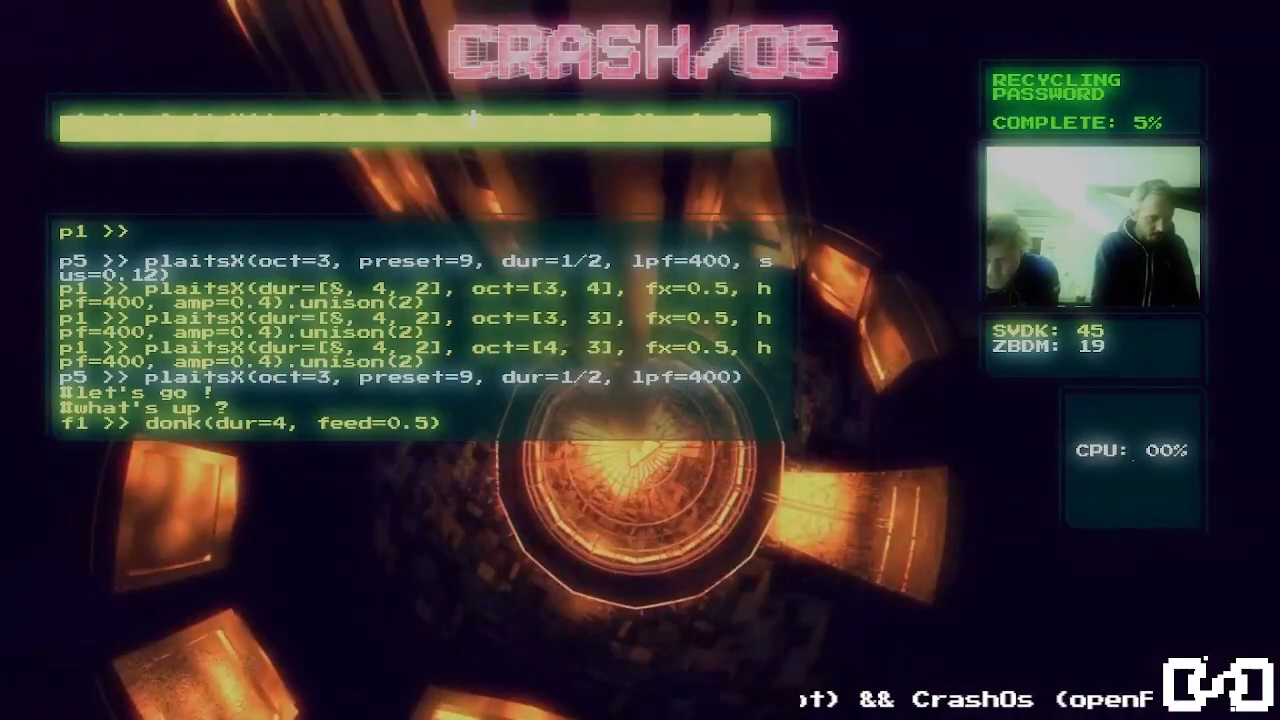 CRASH/OS
RECYCLING
PASSWORD
COMPLETE: 5%
p1 >>
p5 >> plaitsX(oct=3, preset=9, dur=1/2, lpf=400, s
us=0.12)
p1 >> plaitsX(dur=[8, 4, 2], oct=[3, 4], fx=0.5, h
pf=400, amp=0.4).unison(2)
p1 >> plaitsX(dur=[8, 4, 2], oct=[3, 3], fx=0.5, h
pf=400, amp=0.4).unison(2)
p1 >> plaitsX(dur=[8, 4, 2], oct=[4, 3], fx=0.5, h
pf=400, amp=0.4).unison(2)
p5 >> plaitsX(oct=3, preset=9, dur=1/2, lpf=400)
#let's go !
#what's up ?
f1 >> donk(dur=4, feed=0.5)
SVDK: 45
ZBDM: 19
CPU: 00%
ot) && CrashOs (openF